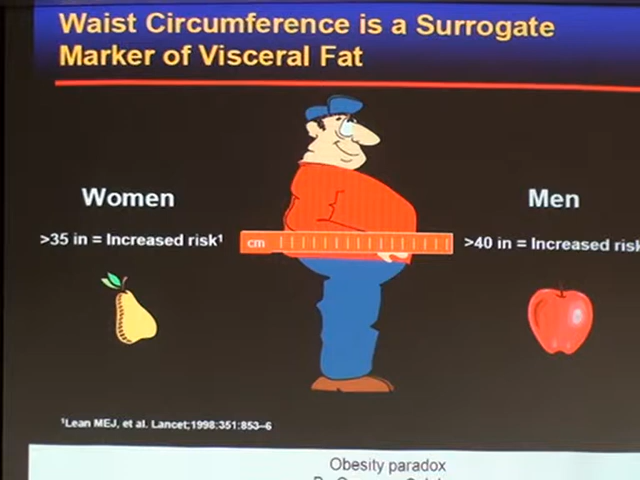 Waist Circumference is a Surrogate
Marker of Visceral Fat
Women
Men
>35 in = Increased risk¹
cm
>40 in = Increased risk
¹Lean MEJ, et al. Lancet;1998:351:853–6
Obesity paradox